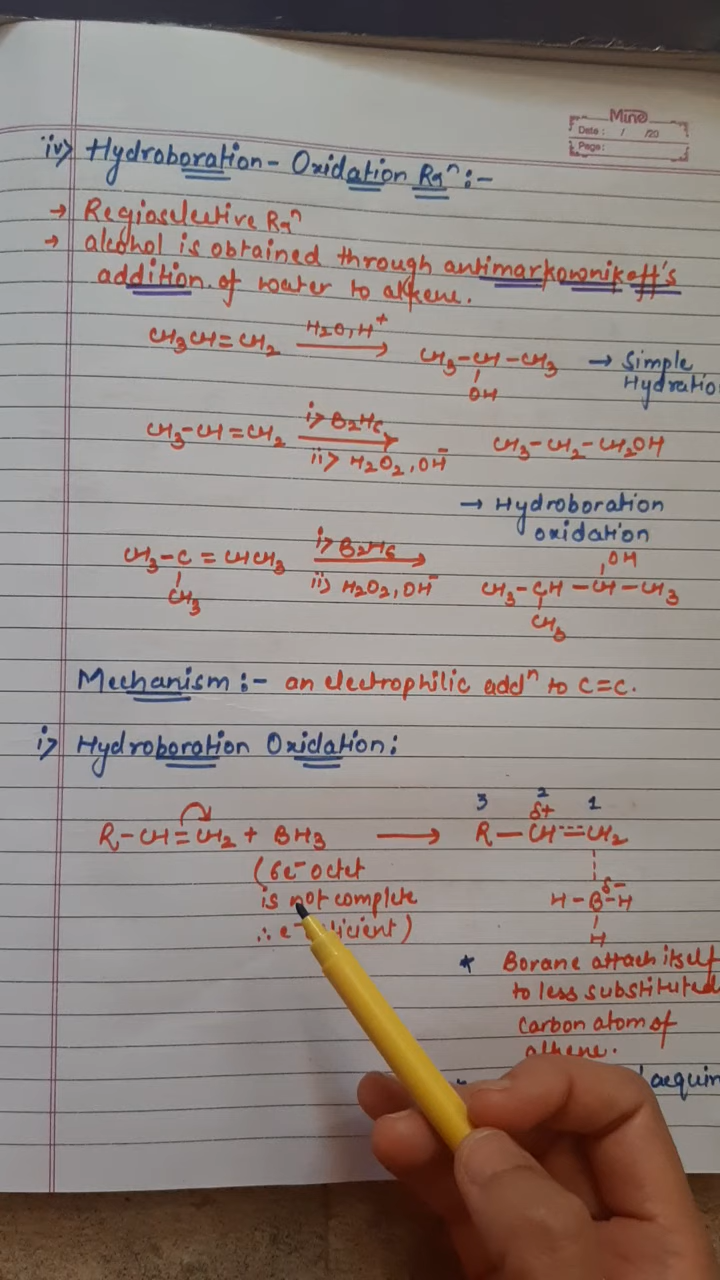 Mino
Date : / /20
Page:
iv) Hydroboration - Oxidation Rxⁿ :-
→ Regioselective Rxⁿ
→ alcohol is obtained through antimarkownikoff's
addition of water to alkene.
CH3CH=CH2 H2O, H⁺ → CH3-CH-CH3 → Simple
OH Hydratio
CH3-CH=CH2 i> B2H6 ii> H2O2, OH⁻ → CH3-CH2-CH2OH
→ Hydroboration
oxidation
OH
CH3-C=CHCH3 i> B2H6 ii> H2O2, OH⁻ → CH3-CH-CH-CH3
CH3 CH3
Mechanism :- an electrophilic addⁿ to C=C.
i> Hydroboration Oxidation :
3 2 1
δ+
R-CH=CH2 + BH3 → R-CH=CH2
(6e⁻ octet
δ-
is not complete H-B-H
∴ e⁻ ficient) H
* Borane attach itself
to less substituted
Carbon atom of
alkene.
acquir